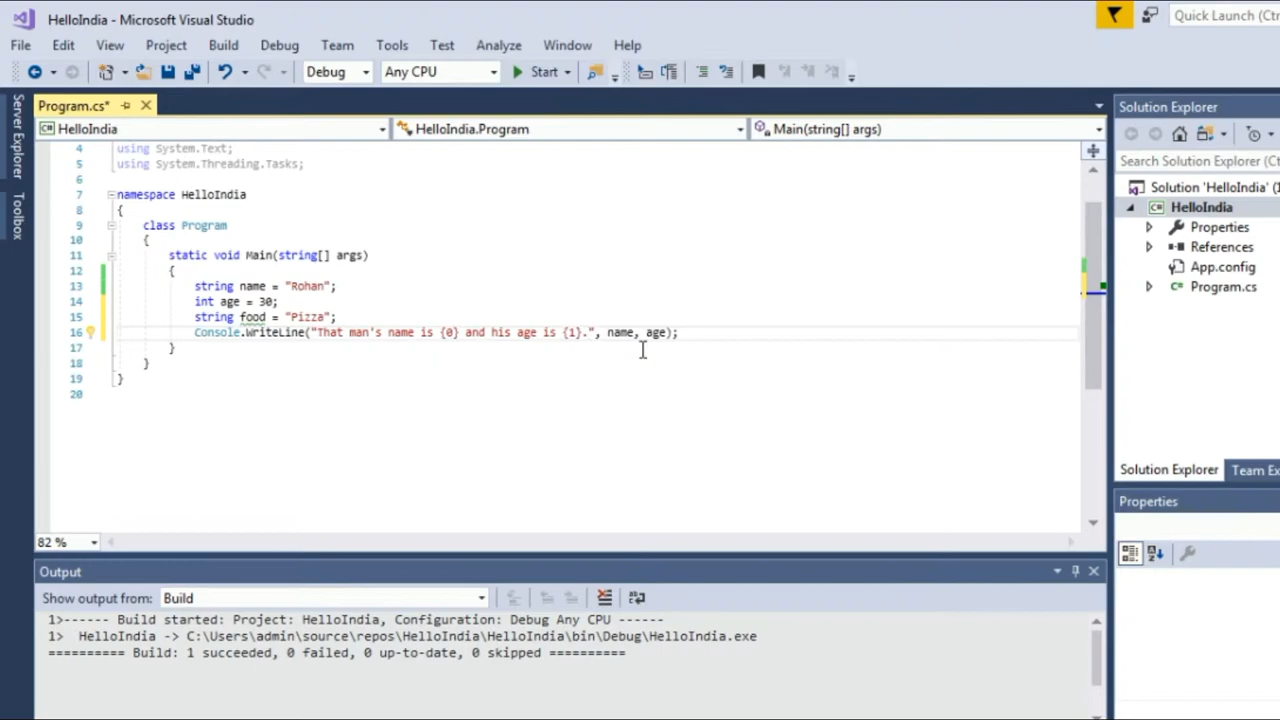 HelloIndia - Microsoft Visual Studio
Quick Launch (Ctr
File Edit View Project Build Debug Team Tools Test Analyze Window Help
Debug Any CPU Start
Server Explorer
Toolbox
Program.cs*
HelloIndia HelloIndia.Program Main(string[] args)
4 using System.Text;
5 using System.Threading.Tasks;
6
7 namespace HelloIndia
8 {
9 class Program
10 {
11 static void Main(string[] args)
12 {
13 string name = "Rohan";
14 int age = 30;
15 string food = "Pizza";
16 Console.WriteLine("That man's name is {0} and his age is {1}.", name, age);
17 }
18 }
19 }
20
82 %
Solution Explorer
Search Solution Explorer (Ct
Solution 'HelloIndia' (1
HelloIndia
Properties
References
App.config
Program.cs
Solution Explorer Team Ex
Properties
Output
Show output from: Build
1>------ Build started: Project: HelloIndia, Configuration: Debug Any CPU ------
1> HelloIndia -> C:\Users\admin\source\repos\HelloIndia\HelloIndia\bin\Debug\HelloIndia.exe
========== Build: 1 succeeded, 0 failed, 0 up-to-date, 0 skipped ==========